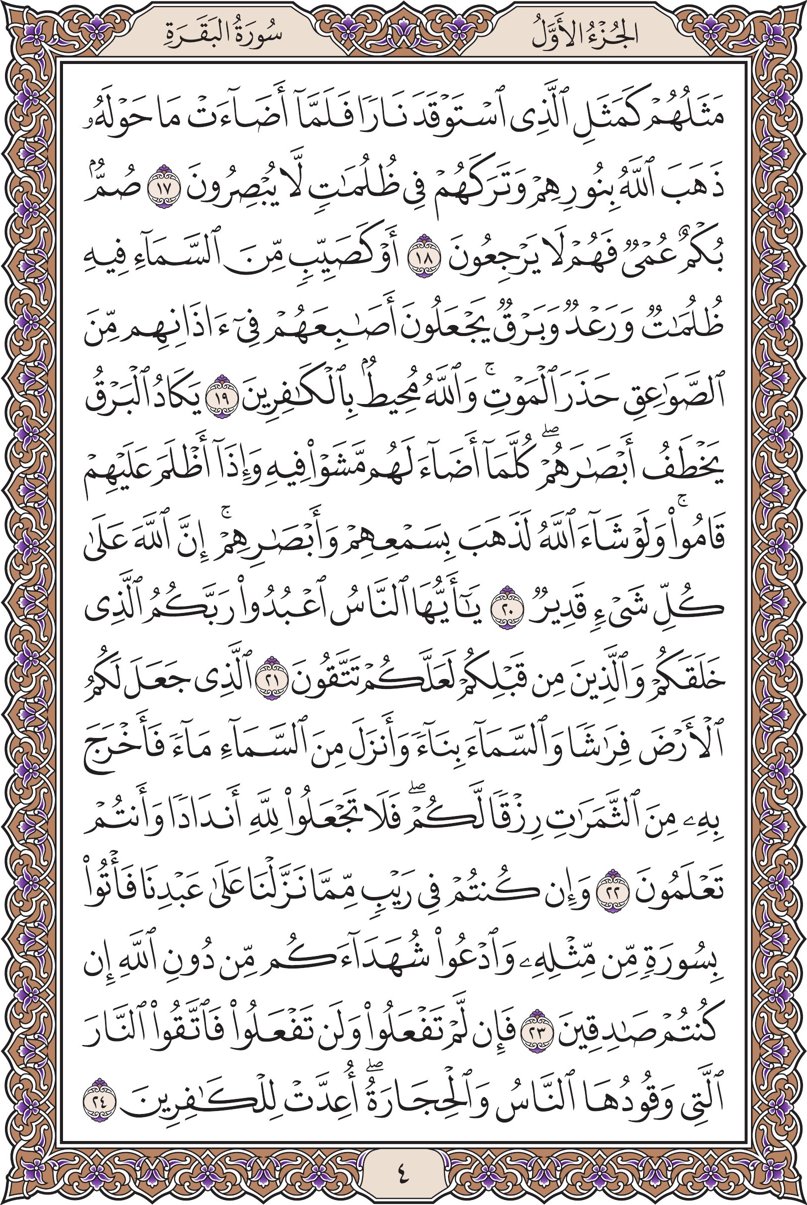 الجُزْءُ الأَوَّلُ
سُورَةُ البَقَرَةِ
مَثَلُهُمْ كَمَثَلِ ٱلَّذِى ٱسْتَوْقَدَ نَارًا فَلَمَّآ أَضَآءَتْ مَا حَوْلَهُۥ
ذَهَبَ ٱللَّهُ بِنُورِهِمْ وَتَرَكَهُمْ فِى ظُلُمَـٰتٍ لَّا يُبْصِرُونَ ١٧ صُمُّۢ
بُكْمٌ عُمْىٌ فَهُمْ لَا يَرْجِعُونَ ١٨ أَوْ كَصَيِّبٍ مِّنَ ٱلسَّمَآءِ فِيهِ
ظُلُمَـٰتٌ وَرَعْدٌ وَبَرْقٌ يَجْعَلُونَ أَصَـٰبِعَهُمْ فِىٓ ءَاذَانِهِم مِّنَ
ٱلصَّوَٰعِقِ حَذَرَ ٱلْمَوْتِ ۚ وَٱللَّهُ مُحِيطٌۢ بِٱلْكَـٰفِرِينَ ١٩ يَكَادُ ٱلْبَرْقُ
يَخْطَفُ أَبْصَـٰرَهُمْ ۖ كُلَّمَآ أَضَآءَ لَهُم مَّشَوْا۟ فِيهِ وَإِذَآ أَظْلَمَ عَلَيْهِمْ
قَامُوا۟ ۚ وَلَوْ شَآءَ ٱللَّهُ لَذَهَبَ بِسَمْعِهِمْ وَأَبْصَـٰرِهِمْ ۚ إِنَّ ٱللَّهَ عَلَىٰ
كُلِّ شَىْءٍ قَدِيرٌ ٢٠ يَـٰٓأَيُّهَا ٱلنَّاسُ ٱعْبُدُوا۟ رَبَّكُمُ ٱلَّذِى
خَلَقَكُمْ وَٱلَّذِينَ مِن قَبْلِكُمْ لَعَلَّكُمْ تَتَّقُونَ ٢١ ٱلَّذِى جَعَلَ لَكُمُ
ٱلْأَرْضَ فِرَٰشًا وَٱلسَّمَآءَ بِنَآءً وَأَنزَلَ مِنَ ٱلسَّمَآءِ مَآءً فَأَخْرَجَ
بِهِۦ مِنَ ٱلثَّمَرَٰتِ رِزْقًا لَّكُمْ ۖ فَلَا تَجْعَلُوا۟ لِلَّهِ أَندَادًا وَأَنتُمْ
تَعْلَمُونَ ٢٢ وَإِن كُنتُمْ فِى رَيْبٍ مِّمَّا نَزَّلْنَا عَلَىٰ عَبْدِنَا فَأْتُوا۟
بِسُورَةٍ مِّن مِّثْلِهِۦ وَٱدْعُوا۟ شُهَدَآءَكُم مِّن دُونِ ٱللَّهِ إِن
كُنتُمْ صَـٰدِقِينَ ٢٣ فَإِن لَّمْ تَفْعَلُوا۟ وَلَن تَفْعَلُوا۟ فَٱتَّقُوا۟ ٱلنَّارَ
ٱلَّتِى وَقُودُهَا ٱلنَّاسُ وَٱلْحِجَارَةُ ۖ أُعِدَّتْ لِلْكَـٰفِرِينَ ٢٤
٤